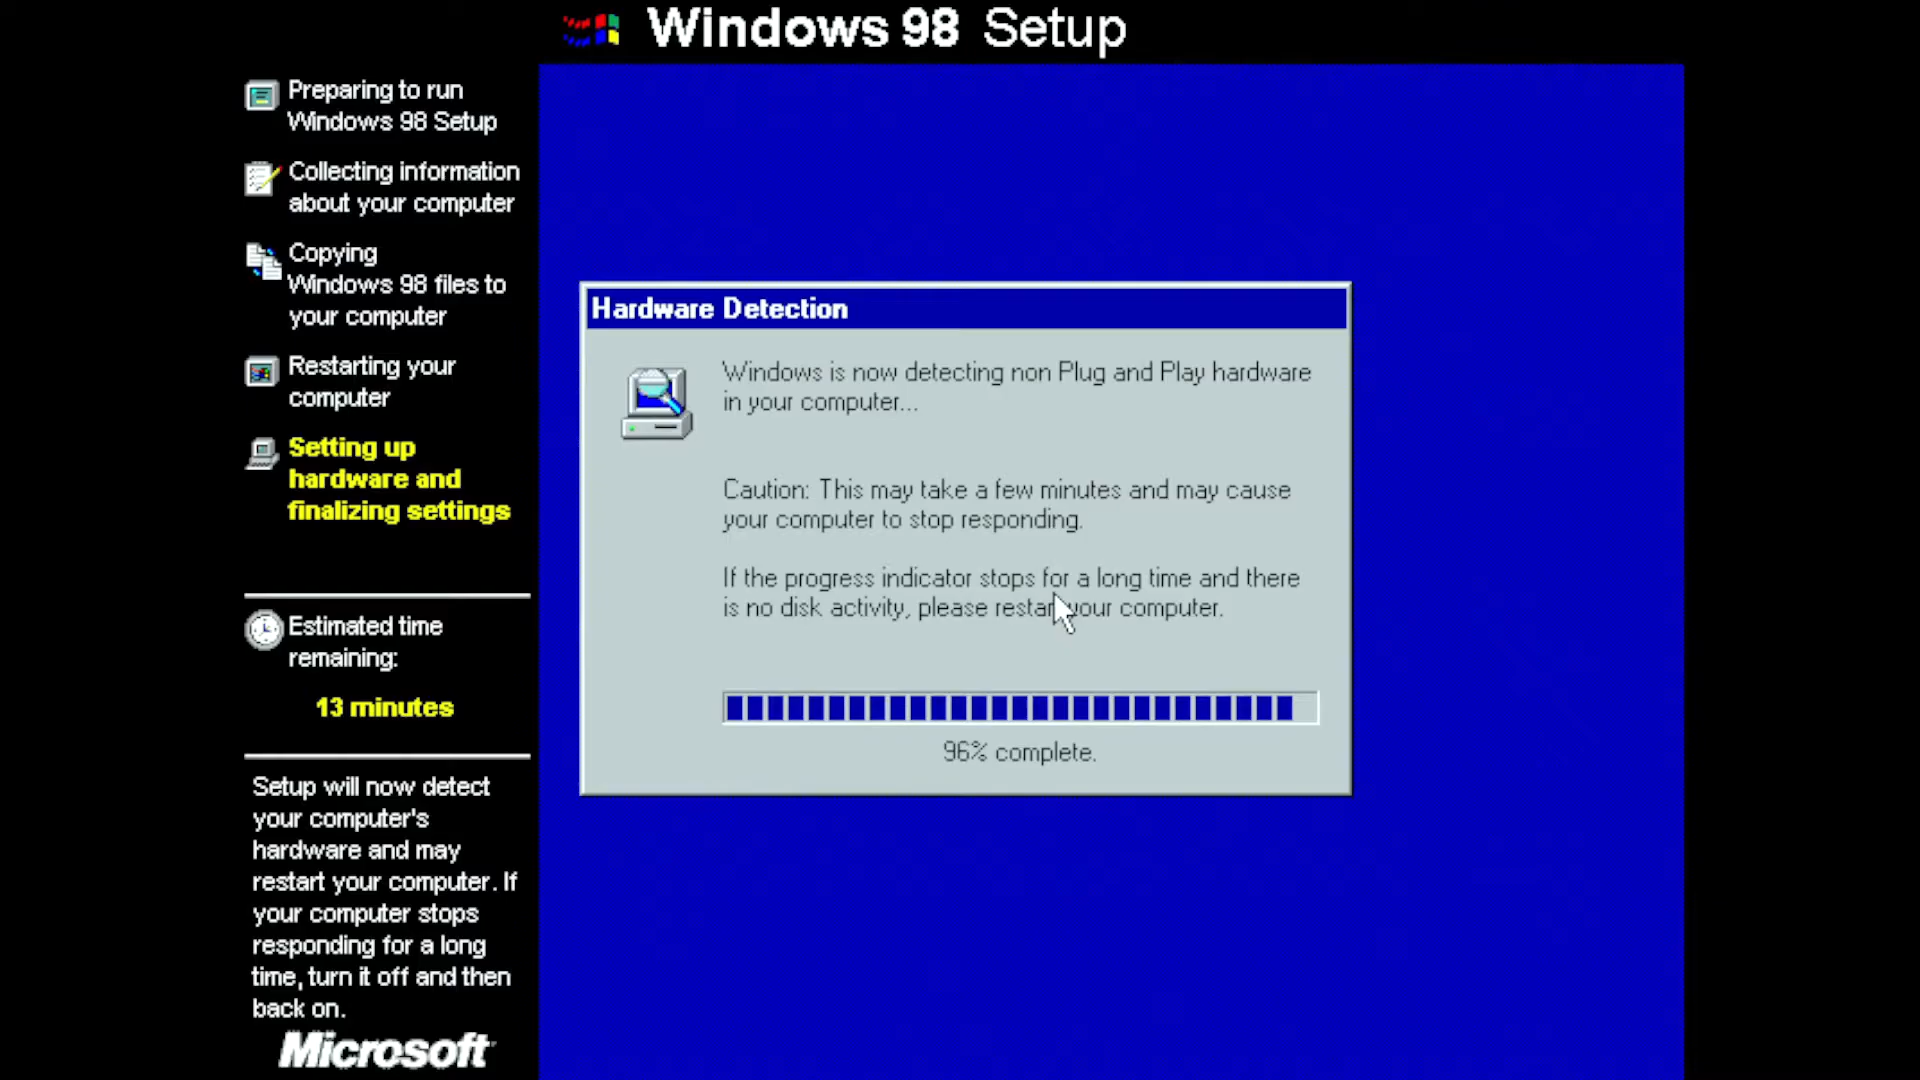 Windows 98 Setup
Preparing to run
Windows 98 Setup
Collecting information
about your computer
Copying
Windows 98 files to
your computer
Restarting your
computer
Setting up
hardware and
finalizing settings
Estimated time
remaining:
13 minutes
Setup will now detect
your computer's
hardware and may
restart your computer. If
your computer stops
responding for a long
time, turn it off and then
back on.
Microsoft
Hardware Detection
Windows is now detecting non Plug and Play hardware
in your computer...
Caution: This may take a few minutes and may cause
your computer to stop responding.
If the progress indicator stops for a long time and there
is no disk activity, please restart your computer.
96% complete.